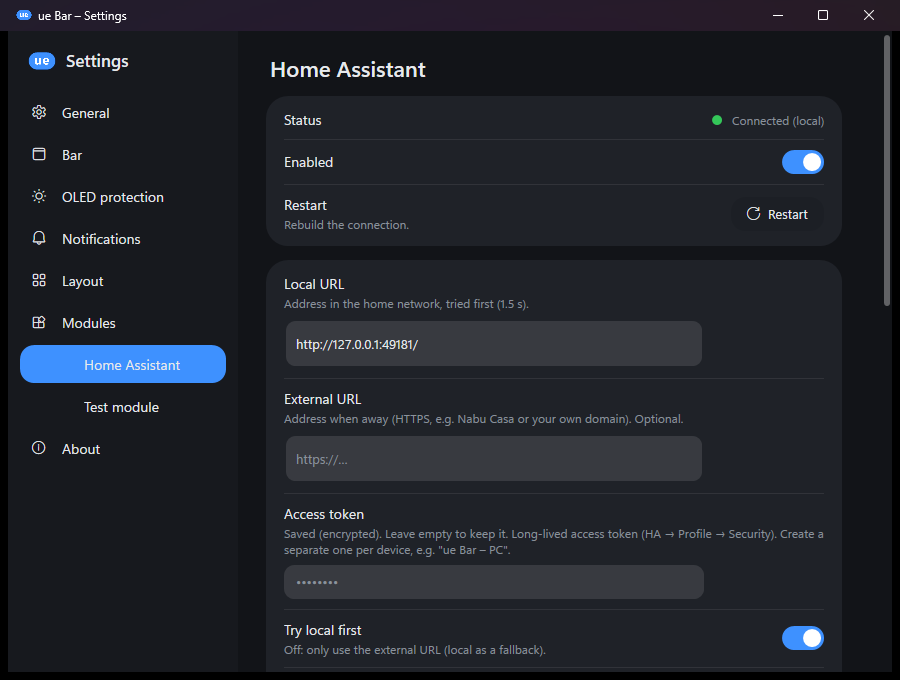 ue ue Bar – Settings
ue Settings
General
Bar
OLED protection
Notifications
Layout
Modules
Home Assistant
Test module
About
Home Assistant
Status
Connected (local)
Enabled
Restart
Rebuild the connection.
Restart
Local URL
Address in the home network, tried first (1.5 s).
http://127.0.0.1:49181/
External URL
Address when away (HTTPS, e.g. Nabu Casa or your own domain). Optional.
https://...
Access token
Saved (encrypted). Leave empty to keep it. Long-lived access token (HA → Profile → Security). Create a
separate one per device, e.g. "ue Bar – PC".
••••••••
Try local first
Off: only use the external URL (local as a fallback).